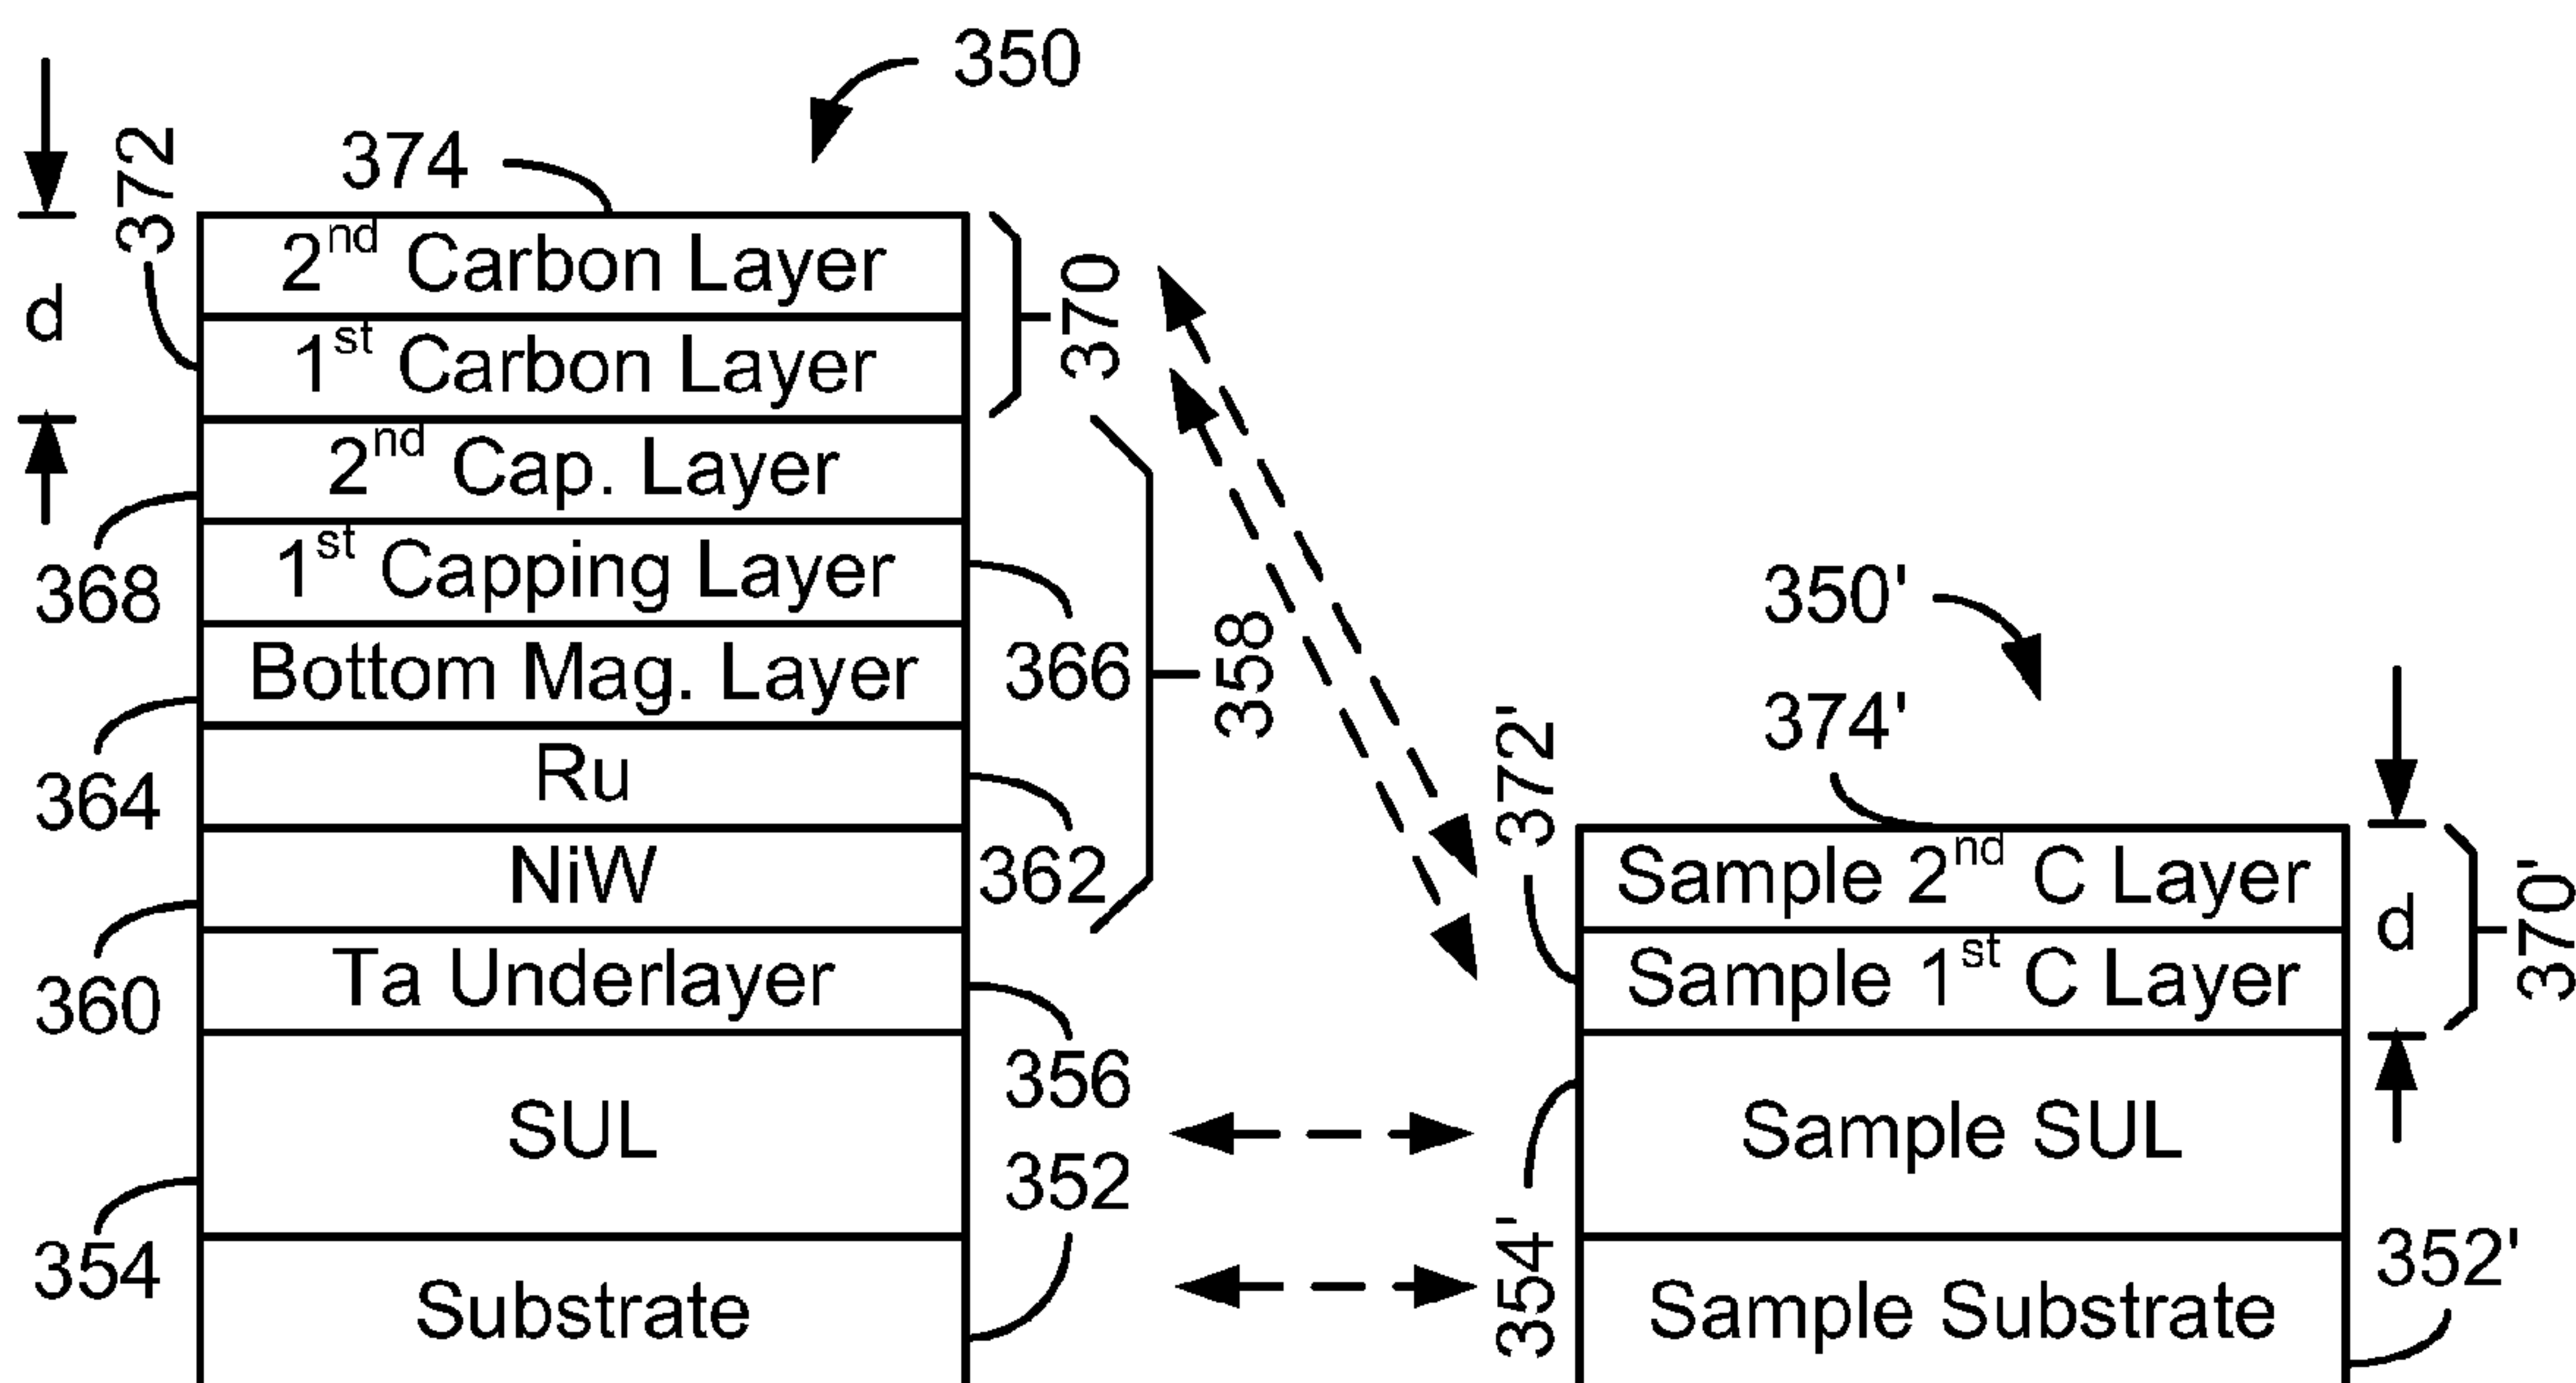 350
374
372
d
2nd Carbon Layer
1st Carbon Layer
370
2nd Cap. Layer
368
1st Capping Layer
366
358
Bottom Mag. Layer
364
Ru
362
NiW
360
Ta Underlayer
356
SUL
354
352
Substrate
350'
374'
372'
Sample 2nd C Layer
d
370'
Sample 1st C Layer
Sample SUL
354'
352'
Sample Substrate